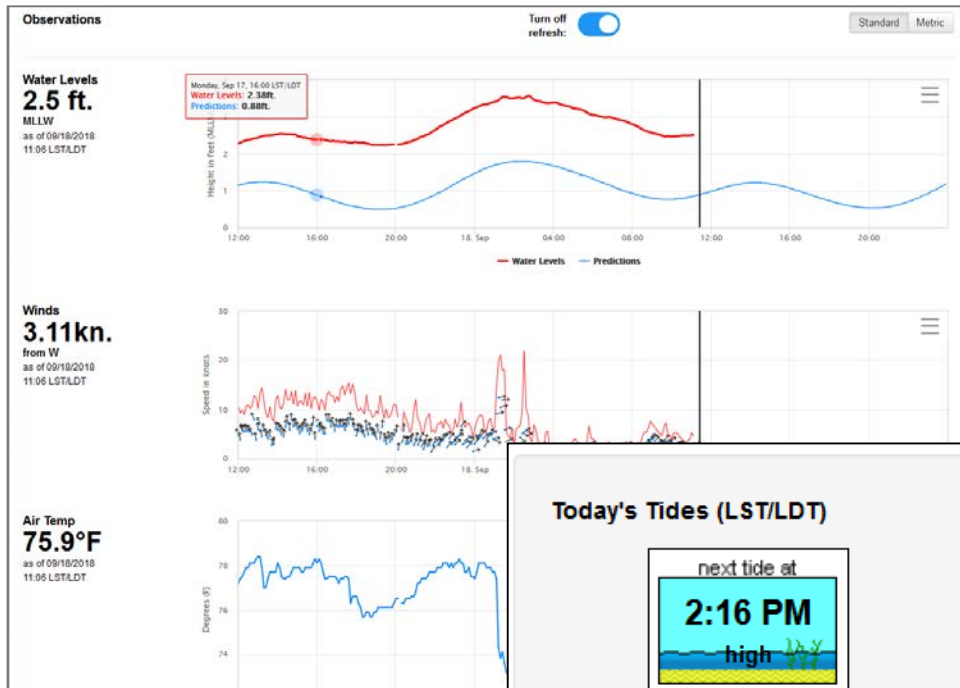 Observations
Turn off
refresh:
Standard Metric
Water Levels
2.5 ft.
MLLW
as of 09/18/2018
11:06 LST/LDT
Monday, Sep 17, 16:00 LST/LDT
Water Levels: 2.38ft.
Predictions: 0.88ft.
Height in feet (MLL
2
1
0
12:00 16:00 20:00 18. Sep 04:00 08:00 12:00 16:00 20:00
Water Levels Predictions
Winds
3.11kn.
from W
as of 09/18/2018
11:06 LST/LDT
Speed in knots
30
20
10
0
12:00 16:00 20:00 18. Sep
Air Temp
75.9°F
as of 09/18/2018
11:06 LST/LDT
Degrees (F)
80
78
76
74
Today's Tides (LST/LDT)
next tide at
2:16 PM
high